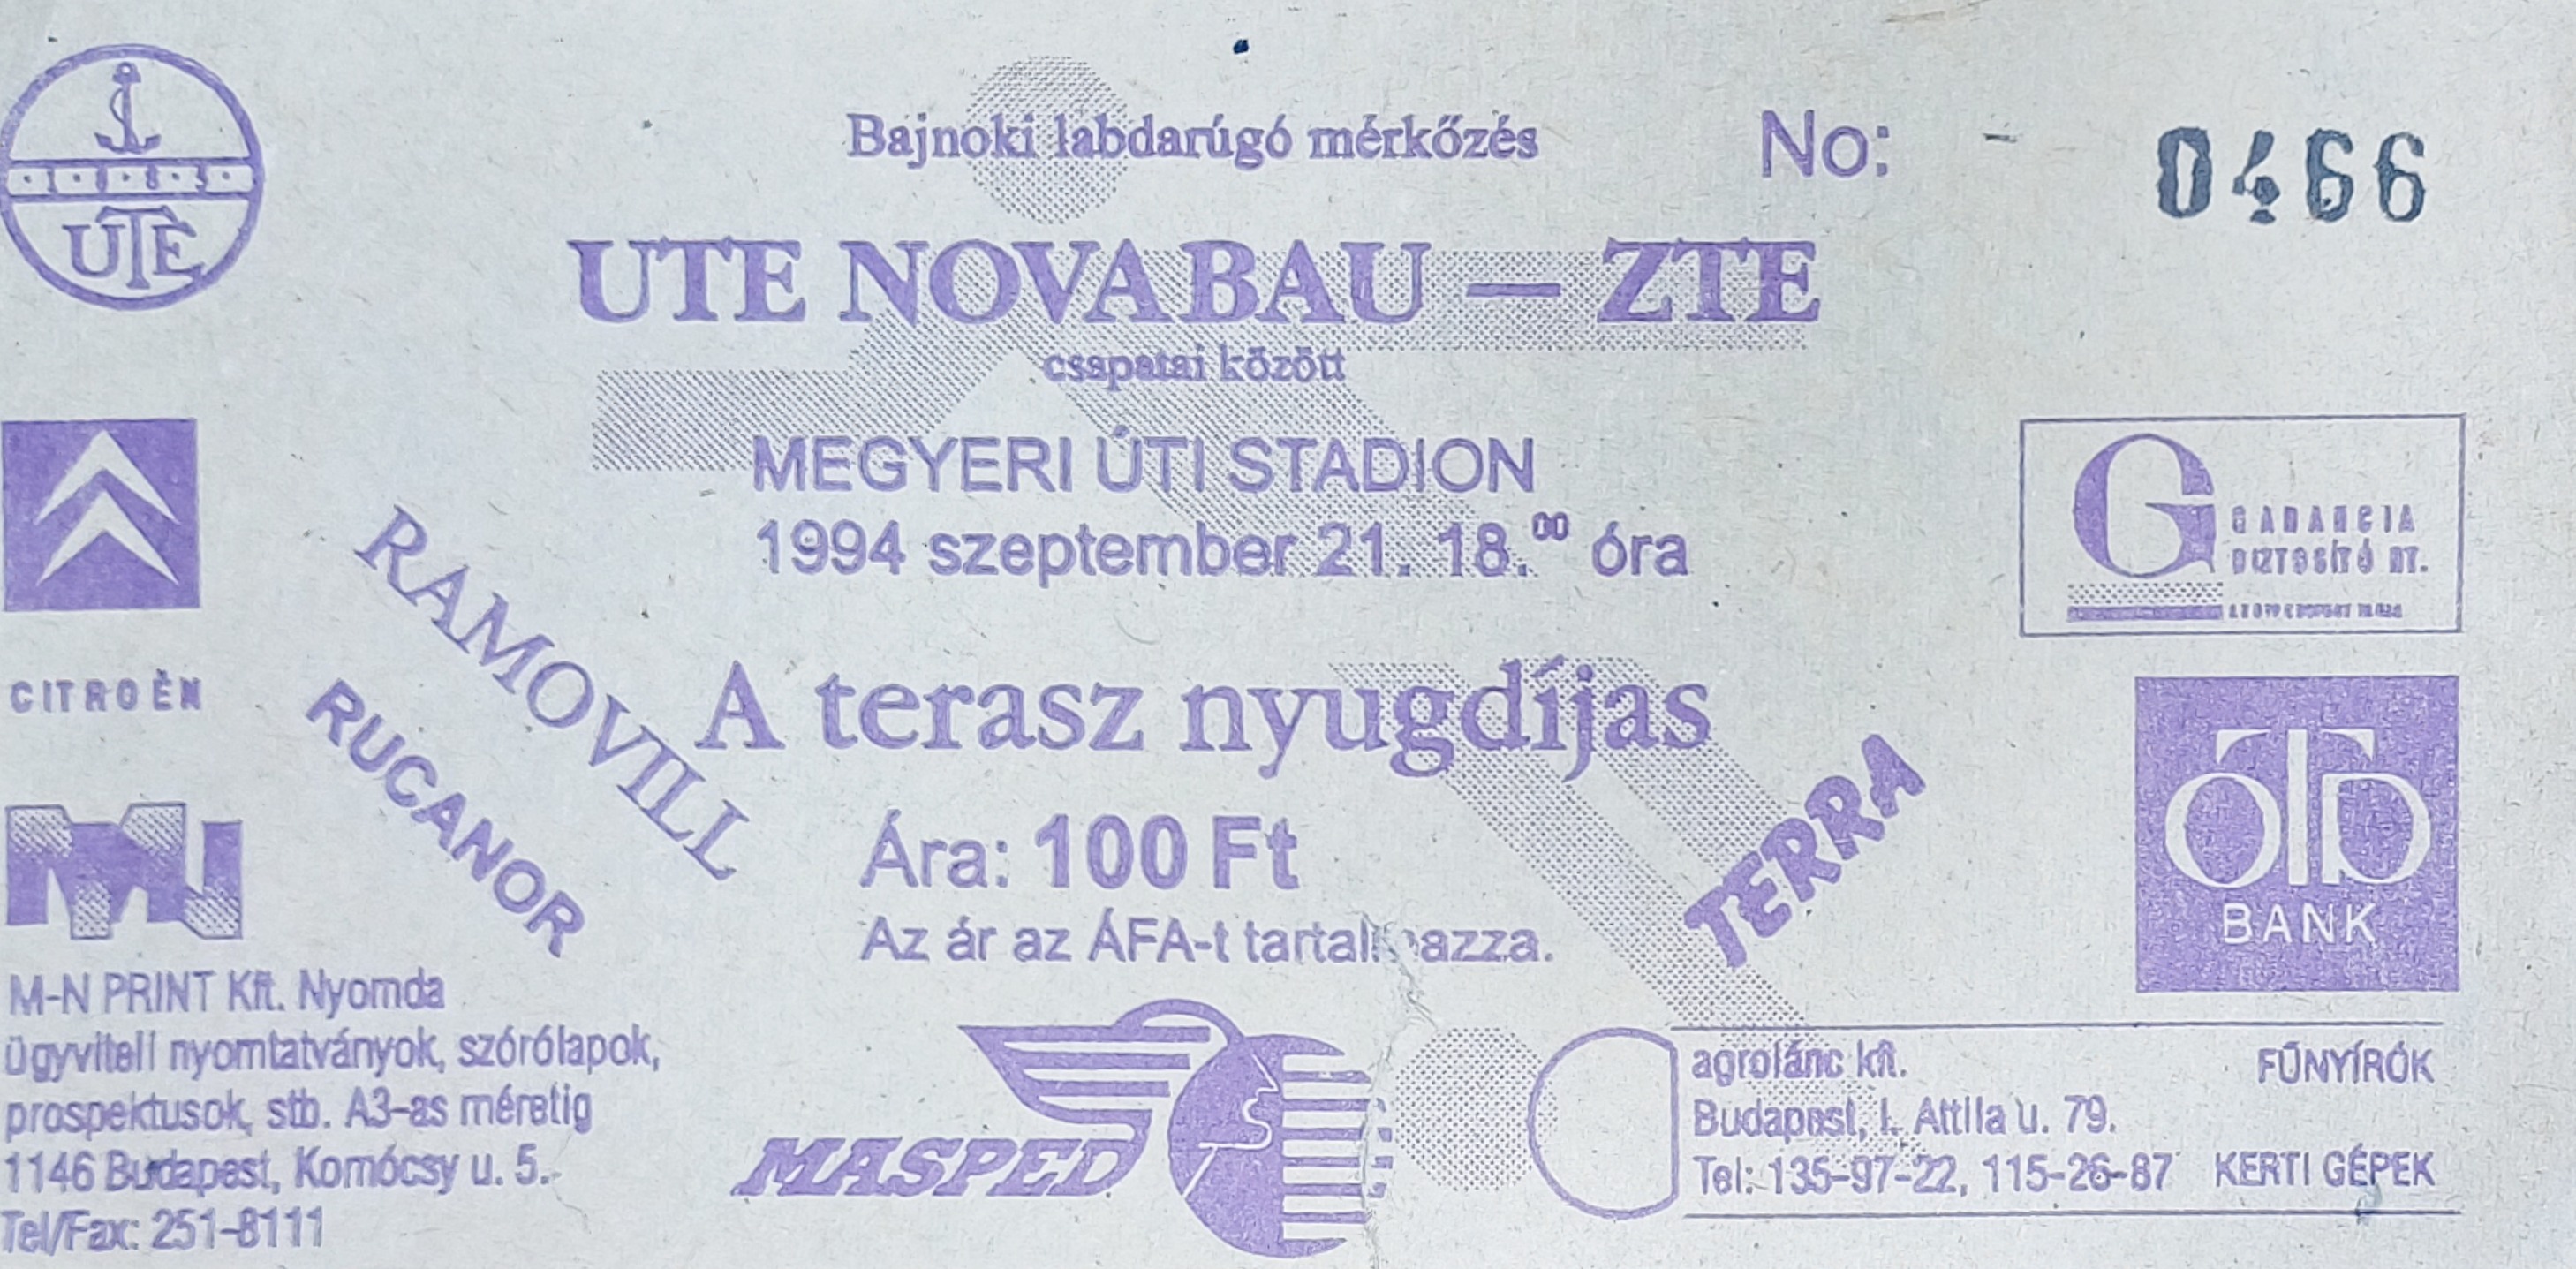 UTE
Bajnoki labdarúgó mérkőzés
No: 0466
UTE NOVABAU — ZTE
csapatai között
MEGYERI ÚTI STADION
1994 szeptember 21. 18.⁰⁰ óra
CITROËN
RAMOVILL
RUCANOR
GARANCIA
BIZTOSÍTÓ RT.
A terasz nyugdíjas
Ára: 100 Ft
Az ár az ÁFA-t tartalmazza.
TERRA
OTP
BANK
M-N PRINT Kft. Nyomda
ügyviteli nyomtatványok, szórólapok,
prospektusok, stb. A3-as méretig
1146 Budapest, Komócsy u. 5.
Tel/Fax: 251-8111
MASPED
agrolánc kft. FŰNYÍRÓK
Budapest, I. Attila u. 79.
Tel: 135-97-22, 115-26-87 KERTI GÉPEK